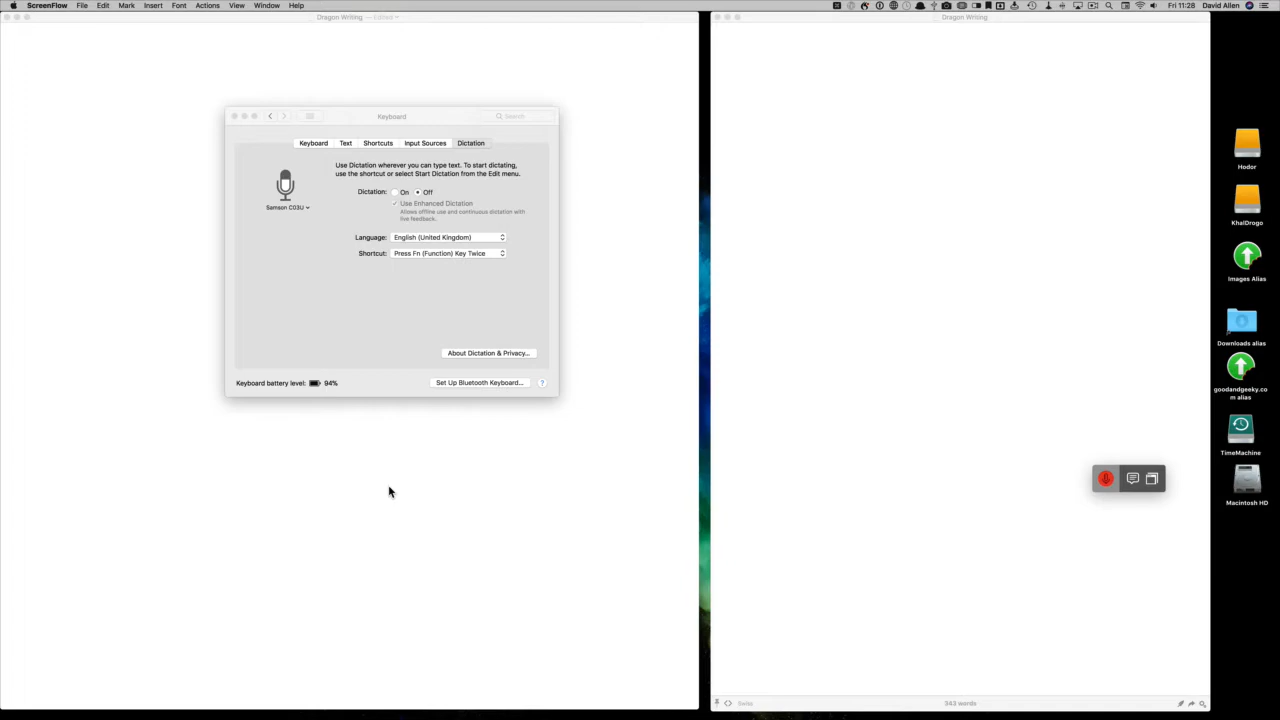 ScreenFlow File Edit Mark Insert Font Actions View Window Help
Fri 11:28 David Allen
Dragon Writing — Edited
Dragon Writing
Keyboard
Search
Keyboard Text Shortcuts Input Sources Dictation
Use Dictation wherever you can type text. To start dictating,
use the shortcut or select Start Dictation from the Edit menu.
Samson C03U
Dictation: On Off
Use Enhanced Dictation
Allows offline use and continuous dictation with
live feedback.
Language: English (United Kingdom)
Shortcut: Press Fn (Function) Key Twice
About Dictation & Privacy...
Keyboard battery level: 94%
Set Up Bluetooth Keyboard... ?
Hodor
KhalDrogo
Images Alias
Downloads alias
goodandgeeky.co
m alias
TimeMachine
Macintosh HD
343 words